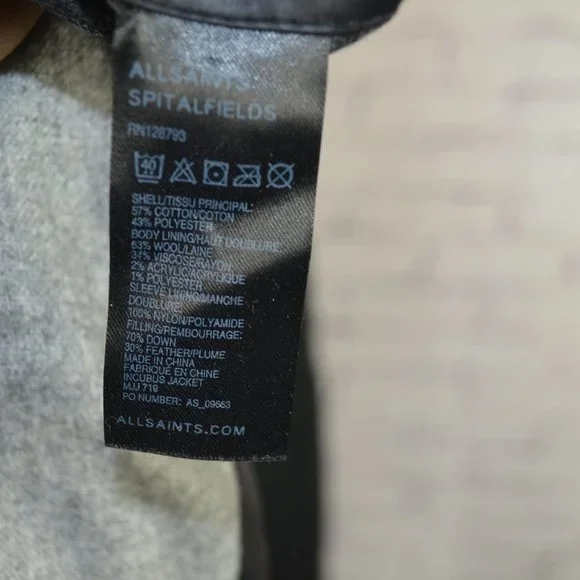 ALLSAINTS
SPITALFIELDS
RN128793
40
SHELL/TISSU PRINCIPAL:
57% COTTON/COTON
43% POLYESTER
BODY LINING/HAUT DOUBLURE:
63% WOOL/LAINE
34% VISCOSE/RAYON
2% ACRYLIC/ACRYLIQUE
1% POLYESTER
SLEEVE LINING/MANCHE
DOUBLURE:
100% NYLON/POLYAMIDE
FILLING/REMBOURRAGE:
70% DOWN
30% FEATHER/PLUME
MADE IN CHINA
FABRIQUÉ EN CHINE
INCUBUS JACKET
MJJ 719
PO NUMBER: AS_09663
ALLSAINTS.COM